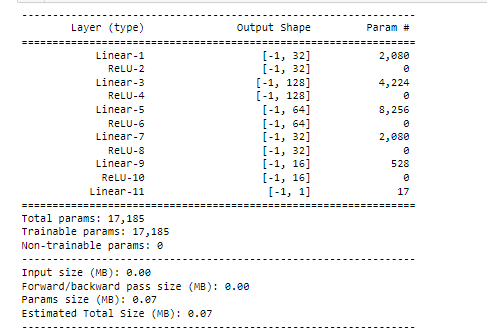 ----------------------------------------------------------------
Layer (type) Output Shape Param #
================================================================
Linear-1 [-1, 32] 2,080
ReLU-2 [-1, 32] 0
Linear-3 [-1, 128] 4,224
ReLU-4 [-1, 128] 0
Linear-5 [-1, 64] 8,256
ReLU-6 [-1, 64] 0
Linear-7 [-1, 32] 2,080
ReLU-8 [-1, 32] 0
Linear-9 [-1, 16] 528
ReLU-10 [-1, 16] 0
Linear-11 [-1, 1] 17
================================================================
Total params: 17,185
Trainable params: 17,185
Non-trainable params: 0
----------------------------------------------------------------
Input size (MB): 0.00
Forward/backward pass size (MB): 0.00
Params size (MB): 0.07
Estimated Total Size (MB): 0.07
----------------------------------------------------------------